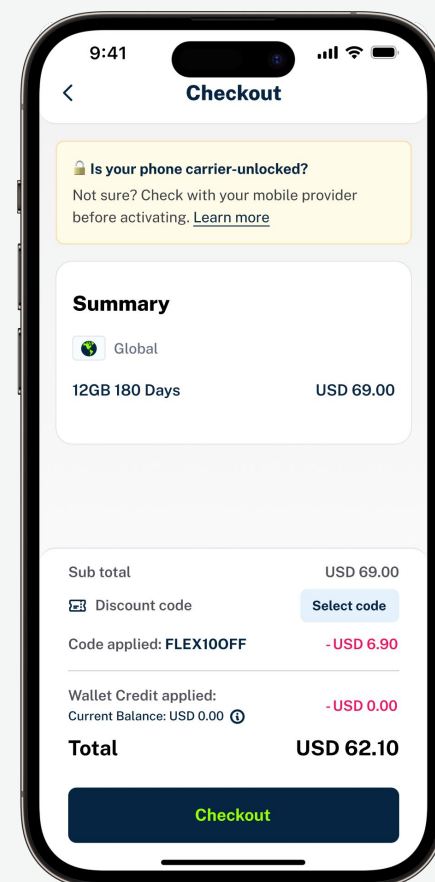 9:41
Checkout
Is your phone carrier-unlocked?
Not sure? Check with your mobile provider
before activating. Learn more
Summary
Global
12GB 180 Days USD 69.00
Sub total USD 69.00
Discount code Select code
Code applied: FLEX10OFF - USD 6.90
Wallet Credit applied:
- USD 0.00
Current Balance: USD 0.00
Total USD 62.10
Checkout